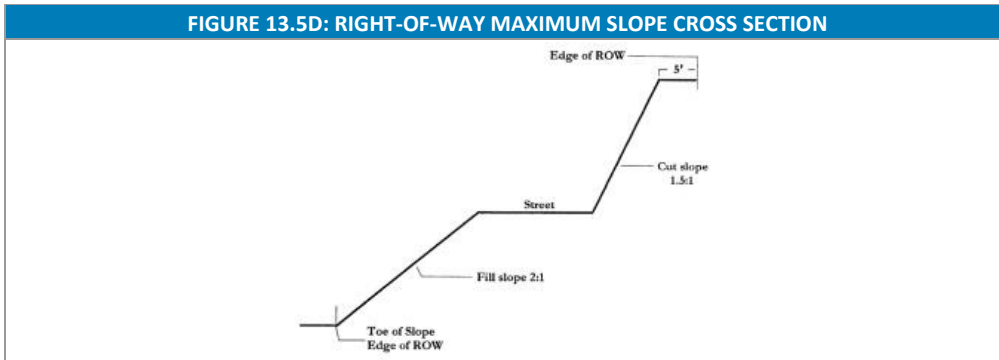 FIGURE 13.5D: RIGHT-OF-WAY MAXIMUM SLOPE CROSS SECTION
Edge of ROW
5'
Cut slope
1.5:1
Street
Fill slope 2:1
Toe of Slope
Edge of ROW